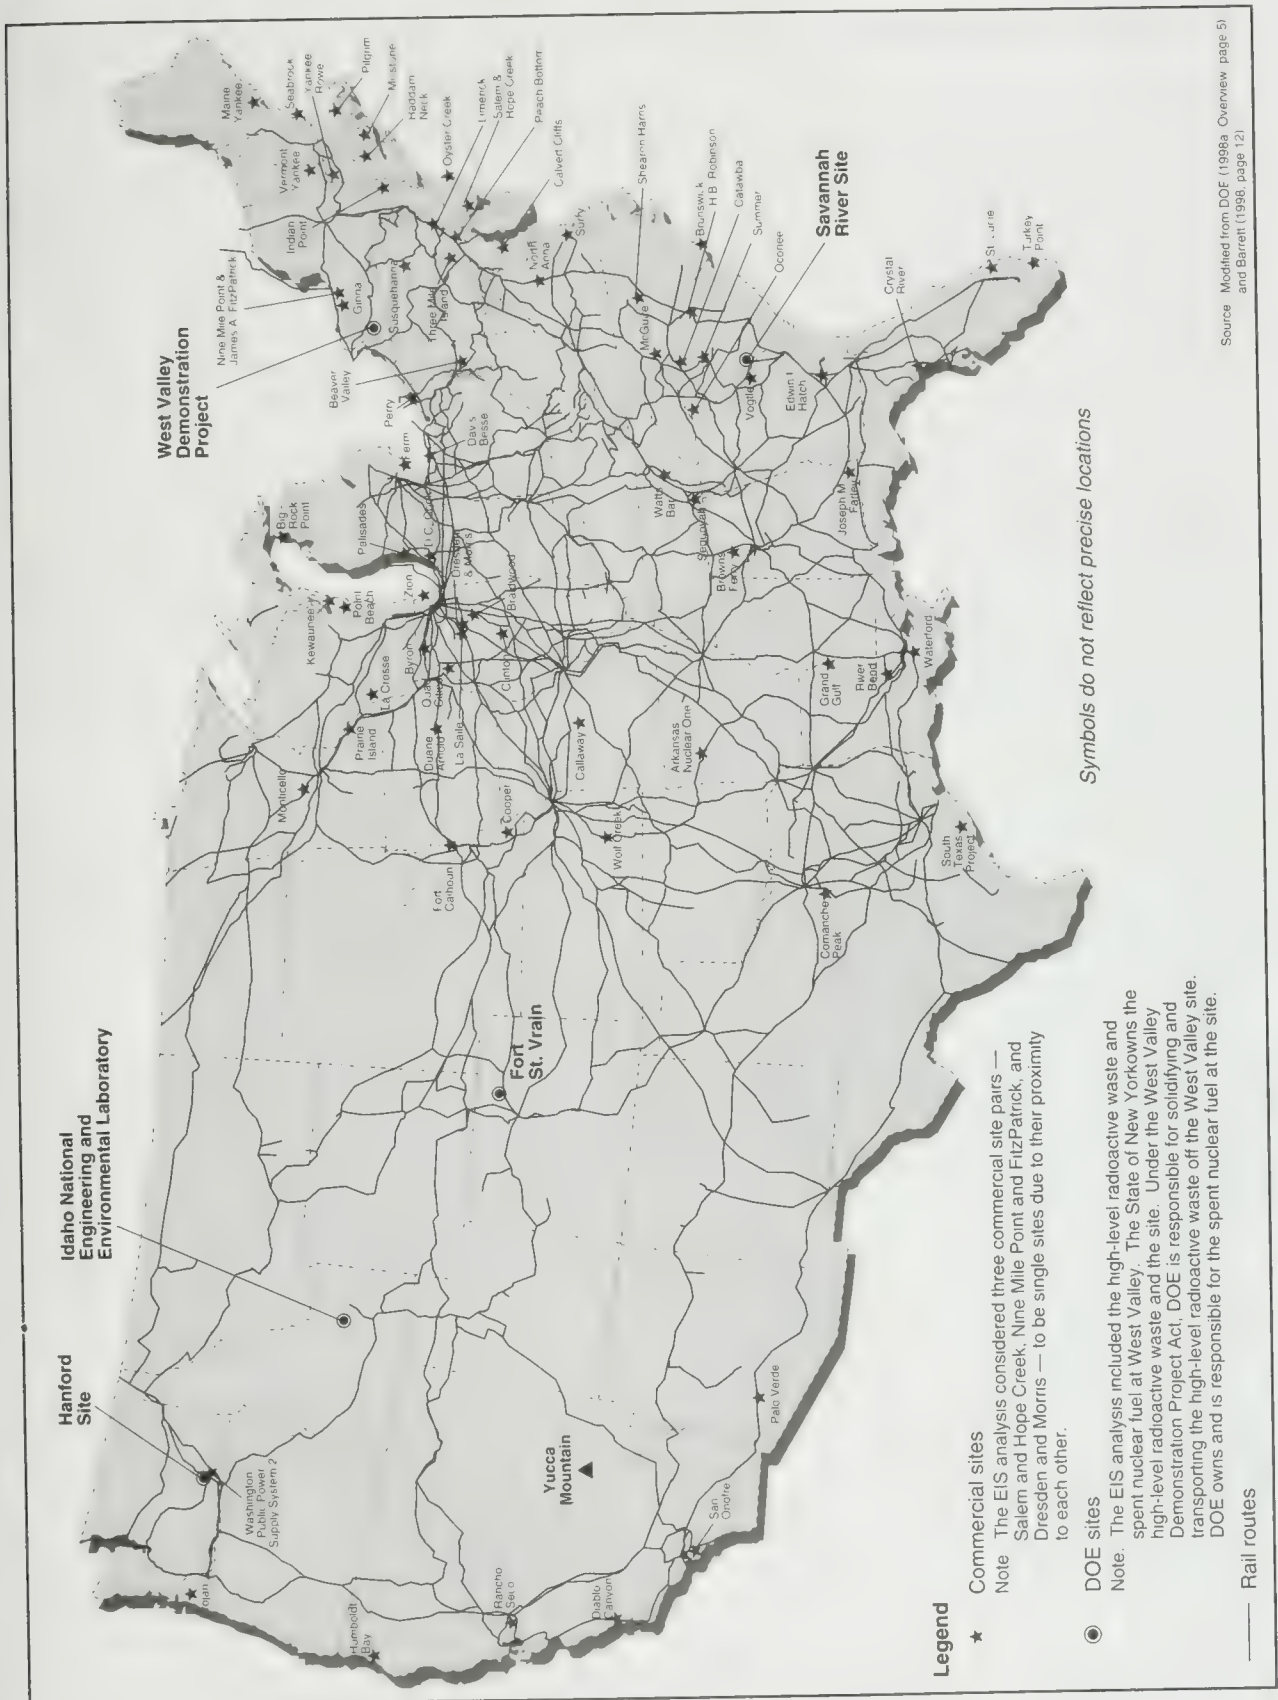 Hanford
Site
Idaho National
Engineering and
Environmental Laboratory
West Valley
Demonstration
Project
Nine Mile Point &
James A FitzPatrick
Ginna
Indian
Point
Vermont
Yankee
Maine
Yankee
Seabrook
Yankee
Rowe
Pilgrim
Haddam
Neck
Oyster Creek
Limerick
Salem &
Hope Creek
Peach Bottom
Calvert Cliffs
Susquehanna
Three Mile
Island
North
Anna
Surry
Beaver
Valley
Perry
Davis
Besse
Big
Rock
Point
Palisades
Kewaunee
Point
Beach
Zion
Dresden
& Morris
Braidwood
Byron
Quad
Cities
Clinton
La Crosse
Prairie
Island
Duane
Arnold
La Salle
Monticello
Cooper
Fort
Calhoun
Callaway
Wolf Creek
Arkansas
Nuclear One
Shearon Harris
McGuire
Brunswick
H B Robinson
Catawba
Summer
Oconee
Savannah
River Site
Vogtle
Edwin I
Hatch
Watts
Bar
Sequoyah
Browns
Ferry
Joseph M
Farley
Crystal
River
Turkey
Point
Grand
Gulf
River
Bend
Waterford
South
Texas
Project
Comanche
Peak
Fort
St. Vrain
Washington
Public Power
Supply System 2
Humboldt
Bay
Rancho
Diablo
San
Onofre
Palo Verde
Yucca
Mountain
Symbols do not reflect precise locations
Legend
Commercial sites
Note The EIS analysis considered three commercial site pairs —
Salem and Hope Creek, Nine Mile Point and FitzPatrick, and
Dresden and Morris — to be single sites due to their proximity
to each other.
DOE sites
Note. The EIS analysis included the high-level radioactive waste and
spent nuclear fuel at West Valley. The State of New Yorkowns the
high-level radioactive waste and the site. Under the West Valley
Demonstration Project Act, DOE is responsible for solidifying and
transporting the high-level radioactive waste off the West Valley site.
DOE owns and is responsible for the spent nuclear fuel at the site.
Rail routes
Source Modified from DOE (1998a Overview page 5)
and Barrett (1998, page 12)